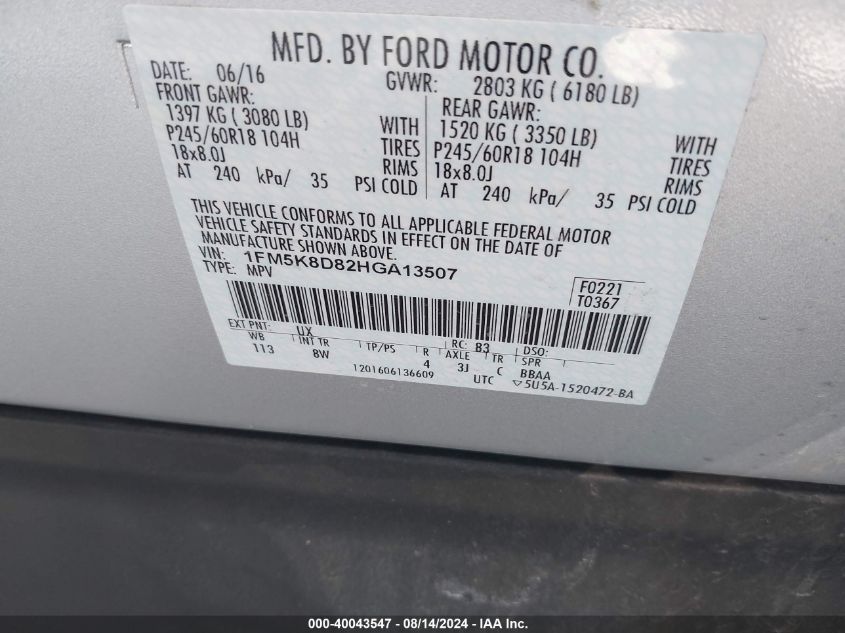 MFD. BY FORD MOTOR CO.
DATE: 06/16 GVWR: 2803 KG ( 6180 LB)
FRONT GAWR: REAR GAWR:
1397 KG ( 3080 LB) WITH 1520 KG ( 3350 LB) WITH
P245/60R18 104H TIRES P245/60R18 104H TIRES
18x8.0J RIMS 18x8.0J RIMS
AT 240 kPa/ 35 PSI COLD AT 240 kPa/ 35 PSI COLD
THIS VEHICLE CONFORMS TO ALL APPLICABLE FEDERAL MOTOR
VEHICLE SAFETY STANDARDS IN EFFECT ON THE DATE OF
MANUFACTURE SHOWN ABOVE.
VIN: 1FM5K8D82HGA13507
TYPE: MPV
F0221
T0367
EXT PNT: UX RC: B3 DSO:
WB INT TR TP/PS R AXLE TR SPR
113 8W 4 3J C BBAA
1201606136609 UTC ▽5U5A-1520472-BA
000-40043547 - 08/14/2024 - IAA Inc.